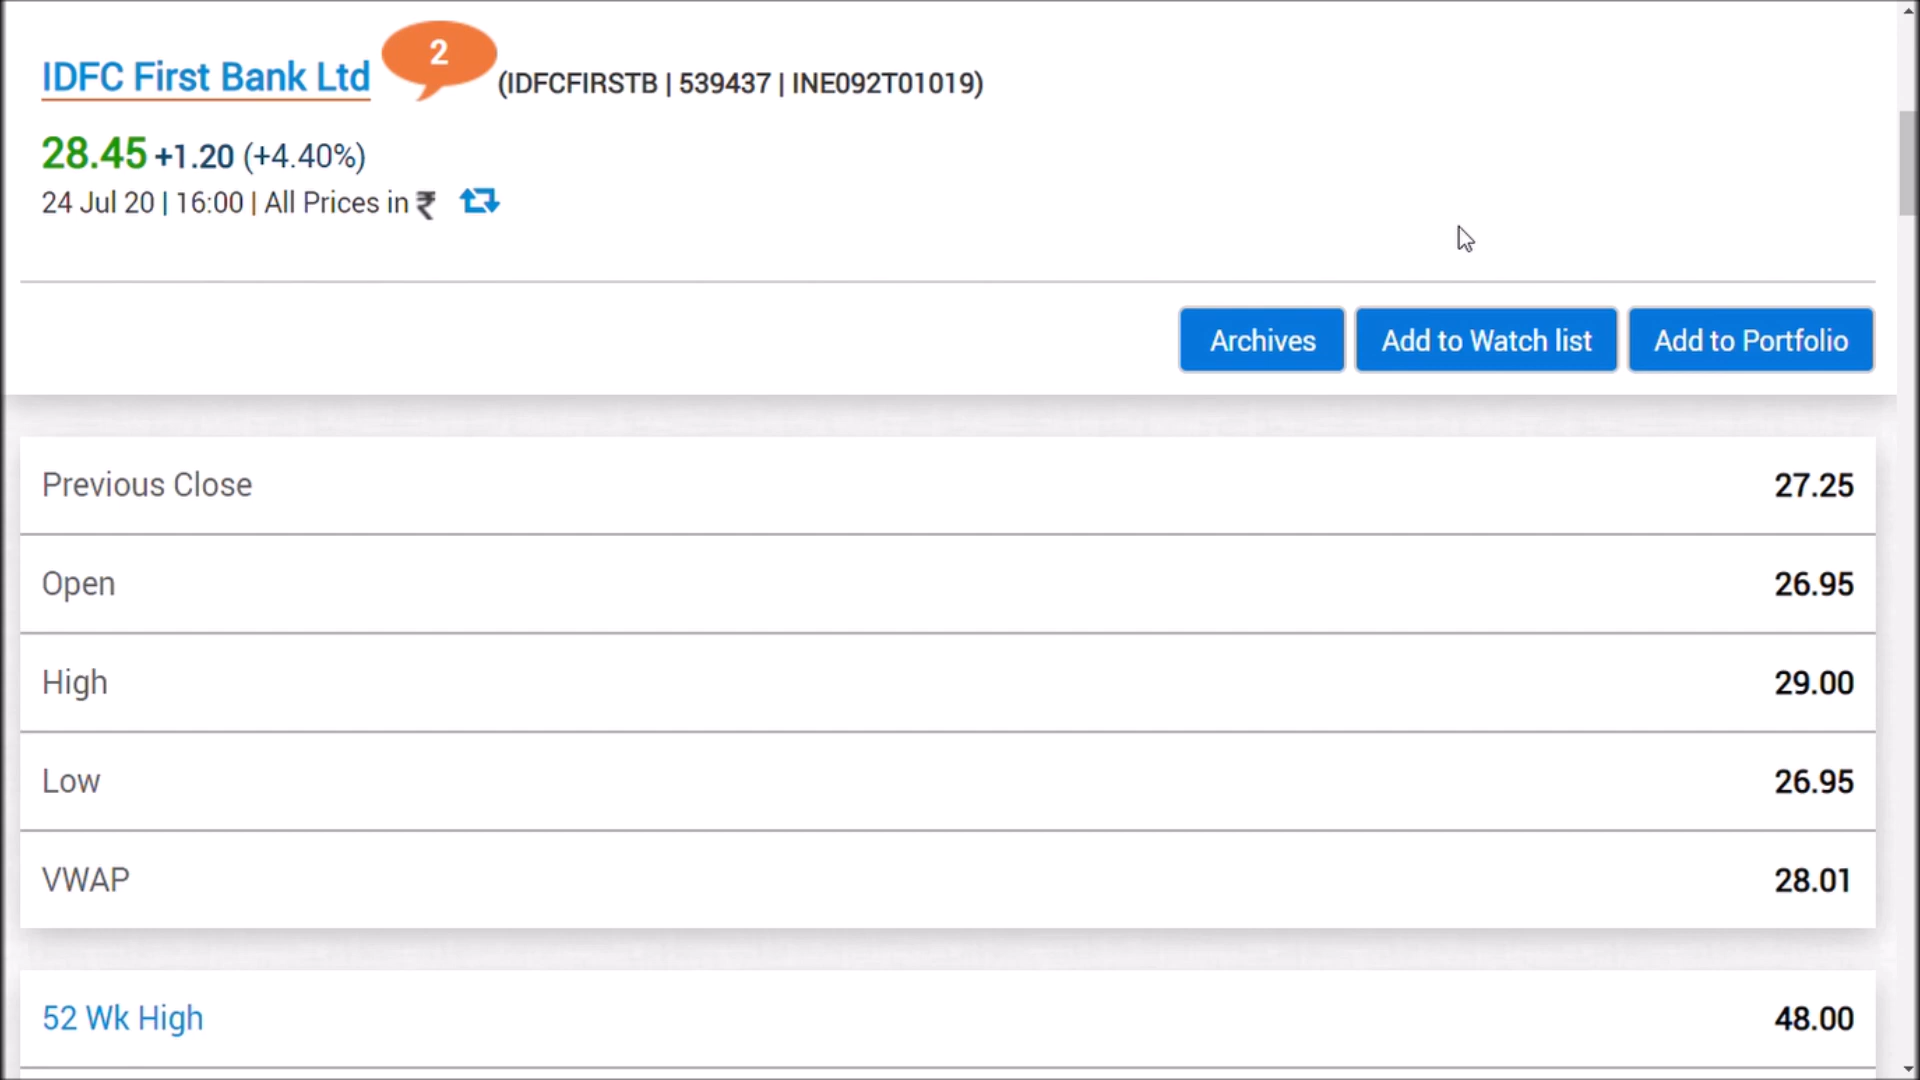 IDFC First Bank Ltd 2 (IDFCFIRSTB | 539437 | INE092T01019)
28.45 +1.20 (+4.40%)
24 Jul 20 | 16:00 | All Prices in ₹
Archives Add to Watch list Add to Portfolio
Previous Close 27.25
Open 26.95
High 29.00
Low 26.95
VWAP 28.01
52 Wk High 48.00